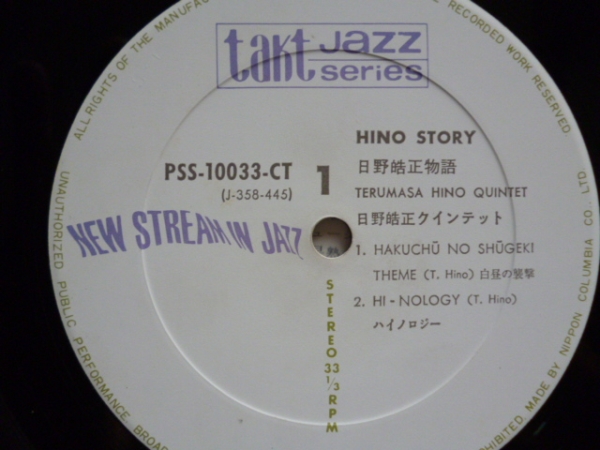 ALL RIGHTS OF THE MANUFAC
RECORDED WORK RESERVED
takt jazz
series
HINO STORY
PSS-10033-CT
1
日野皓正物語
(J-358-445)
TERUMASA HINO QUINTET
日野皓正クインテット
NEW STREAM IN JAZZ
1. HAKUCHŪ NO SHŪGEKI
THEME (T. Hino) 白昼の襲撃
2. HI-NOLOGY (T. Hino)
ハイノロジー
STEREO 33 1/3 RPM
UNAUTHORIZED PUBLIC PERFORMANCE BROA
HIBITED MADE BY NIPPON COLUMBIA CO., LTD.